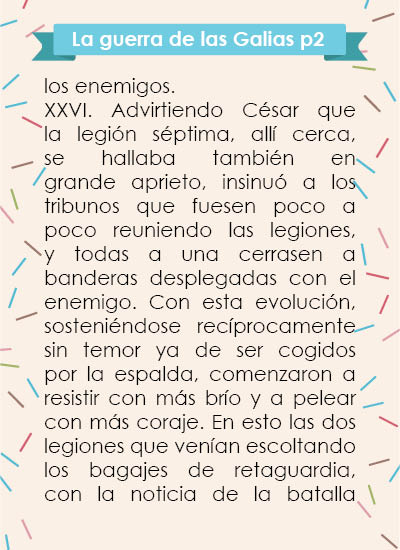 La guerra de las Galias p2
los enemigos.
XXVI. Advirtiendo César que
la legión séptima, allí cerca,
se hallaba también en
grande aprieto, insinuó a los
tribunos que fuesen poco a
poco reuniendo las legiones,
y todas a una cerrasen a
banderas desplegadas con el
enemigo. Con esta evolución,
sosteniéndose recíprocamente
sin temor ya de ser cogidos
por la espalda, comenzaron a
resistir con más brío y a pelear
con más coraje. En esto las dos
legiones que venían escoltando
los bagajes de retaguardia,
con la noticia de la batalla